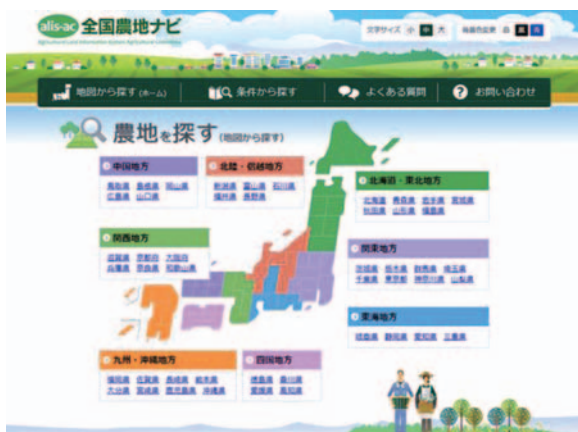 alis-ac 全国農地ナビ
Agricultural Land Information System Agricultural Committee
文字サイズ 小 中 大
背景色変更 白 黒 青
地図から探す (ホーム)
条件から探す
よくある質問
お問い合わせ
農地を探す (地図から探す)
中国地方
鳥取県 島根県 岡山県
広島県 山口県
北陸・信越地方
新潟県 富山県 石川県
福井県 長野県
北海道・東北地方
北海道 青森県 岩手県 宮城県
秋田県 山形県 福島県
関西地方
滋賀県 京都府 大阪府
兵庫県 奈良県 和歌山県
関東地方
茨城県 栃木県 群馬県 埼玉県
千葉県 東京都 神奈川県 山梨県
東海地方
岐阜県 静岡県 愛知県 三重県
九州・沖縄地方
福岡県 佐賀県 長崎県 熊本県
大分県 宮崎県 鹿児島県 沖縄県
四国地方
徳島県 香川県
愛媛県 高知県